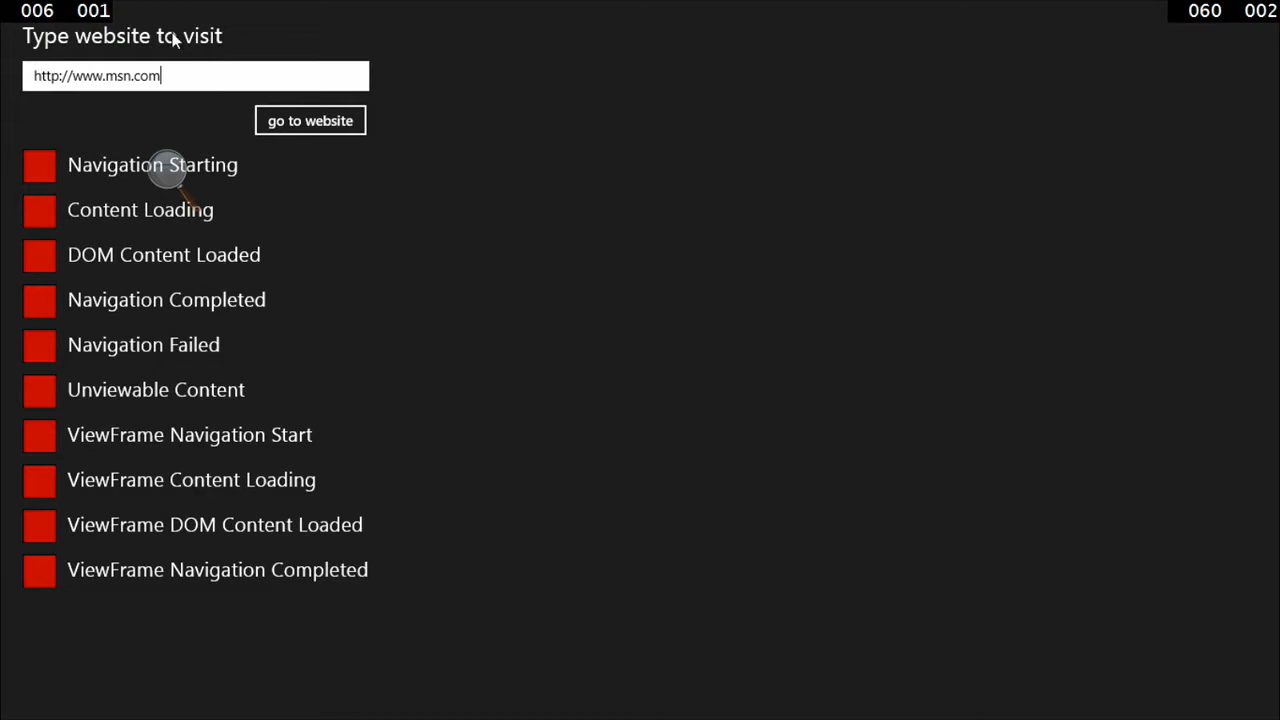 006 001
060 002
Type website to visit
http://www.msn.com
go to website
Navigation Starting
Content Loading
DOM Content Loaded
Navigation Completed
Navigation Failed
Unviewable Content
ViewFrame Navigation Start
ViewFrame Content Loading
ViewFrame DOM Content Loaded
ViewFrame Navigation Completed